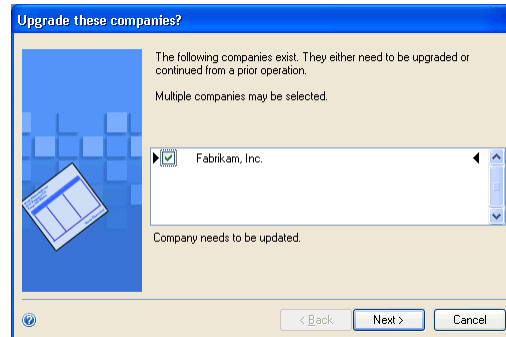 Upgrade these companies?
The following companies exist. They either need to be upgraded or
continued from a prior operation.
Multiple companies may be selected.
Fabrikam, Inc.
Company needs to be updated.
< Back
Next >
Cancel